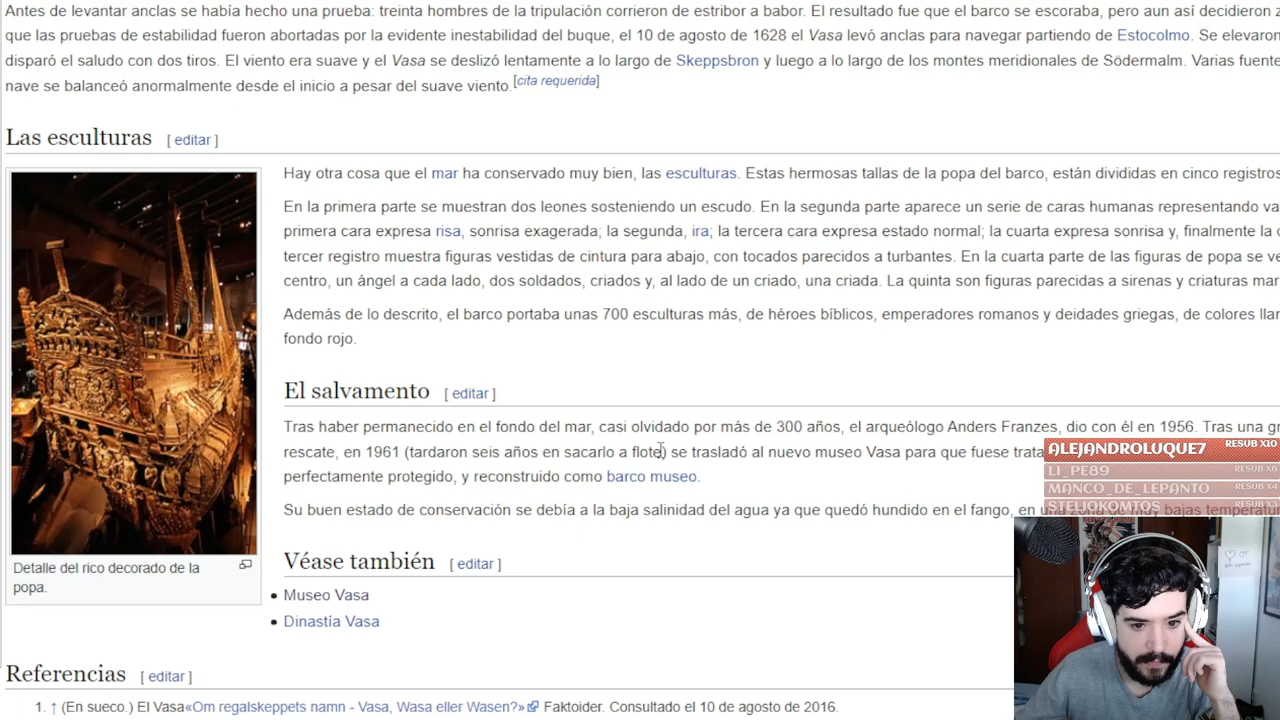 Antes de levantar anclas se había hecho una prueba: treinta hombres de la tripulación corrieron de estribor a babor. El resultado fue que el barco se escoraba, pero aun así decidieron
que las pruebas de estabilidad fueron abortadas por la evidente inestabilidad del buque, el 10 de agosto de 1628 el Vasa levó anclas para navegar partiendo de Estocolmo. Se elevaron
disparó el saludo con dos tiros. El viento era suave y el Vasa se deslizó lentamente a lo largo de Skeppsbron y luego a lo largo de los montes meridionales de Södermalm. Varias
nave se balanceó anormalmente desde el inicio a pesar del suave viento.[cita requerida]
Las esculturas [ editar ]
Hay otra cosa que el mar ha conservado muy bien, las esculturas. Estas hermosas tallas de la popa del barco, están divididas en cinco registros
En la primera parte se muestran dos leones sosteniendo un escudo. En la segunda parte aparece un serie de caras humanas representando
primera cara expresa risa, sonrisa exagerada; la segunda, ira; la tercera cara expresa estado normal; la cuarta expresa sonrisa y, finalmente la
tercer registro muestra figuras vestidas de cintura para abajo, con tocados parecidos a turbantes. En la cuarta parte de las figuras de popa se
centro, un ángel a cada lado, dos soldados, criados y, al lado de un criado, una criada. La quinta son figuras parecidas a sirenas y criaturas
Además de lo descrito, el barco portaba unas 700 esculturas más, de héroes bíblicos, emperadores romanos y deidades griegas, de colores
fondo rojo.
Detalle del rico decorado de la
popa.
El salvamento [ editar ]
Tras haber permanecido en el fondo del mar, casi olvidado por más de 300 años, el arqueólogo Anders Franzes, dio con él en 1956. Tras una
rescate, en 1961 (tardaron seis años en sacarlo a flote) se trasladó al nuevo museo Vasa para que fuese
perfectamente protegido, y reconstruido como barco museo.
Su buen estado de conservación se debía a la baja salinidad del agua ya que quedó hundido en el fango, en una zona de muy bajas
ALEJANDROLUQUE7 RESUB X10
LI_PE89 RESUB X6
MANCO_DE_LEPANTO RESUB X4
STELJOKOMTOS
Véase también [ editar ]
• Museo Vasa
• Dinastía Vasa
Referencias [ editar ]
1. ↑ (En sueco.) El Vasa«Om regalskeppets namn - Vasa, Wasa eller Wasen?» Faktoider. Consultado el 10 de agosto de 2016.